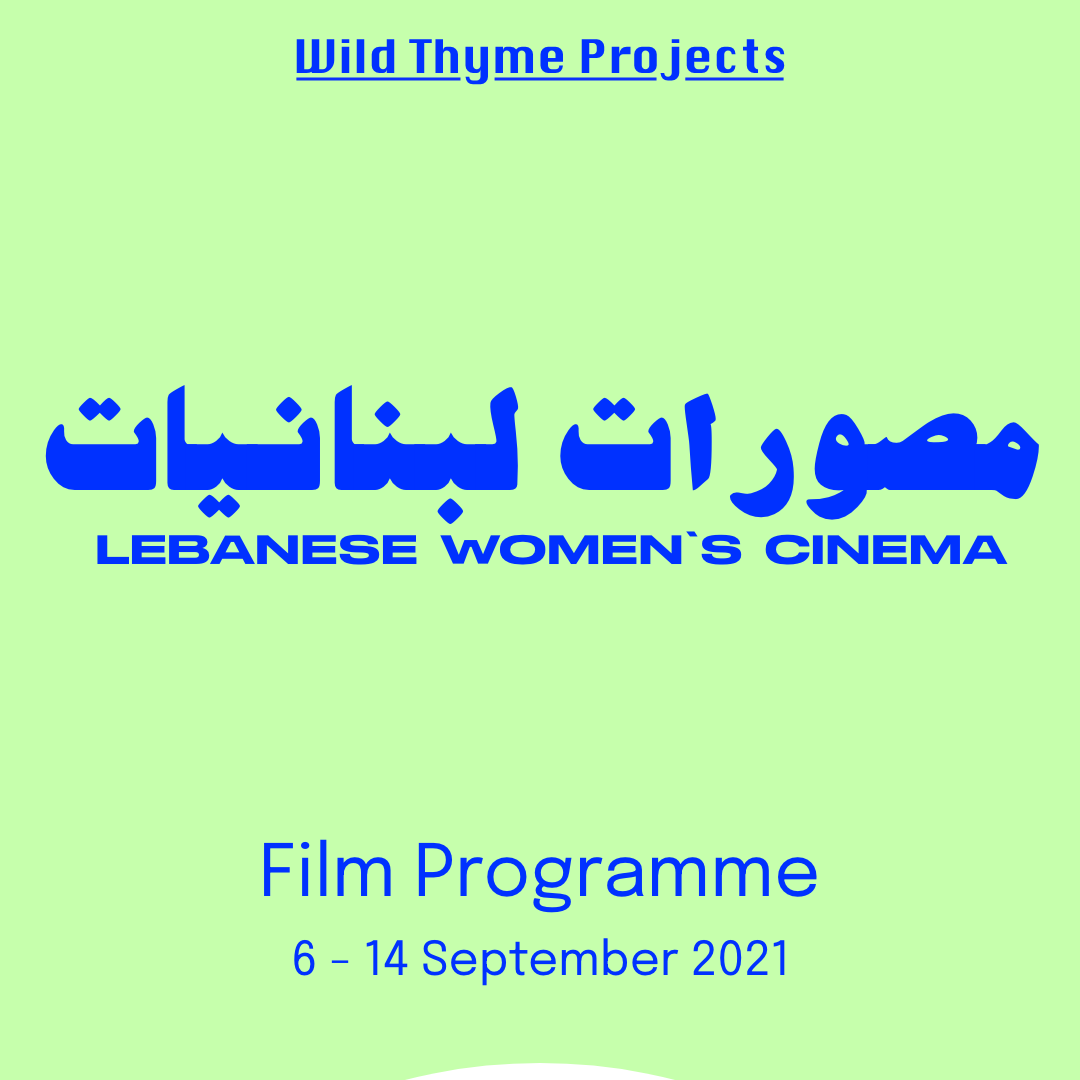 Wild Thyme Projects
مصورات لبنانيات
LEBANESE WOMEN`S CINEMA
Film Programme
6 – 14 September 2021